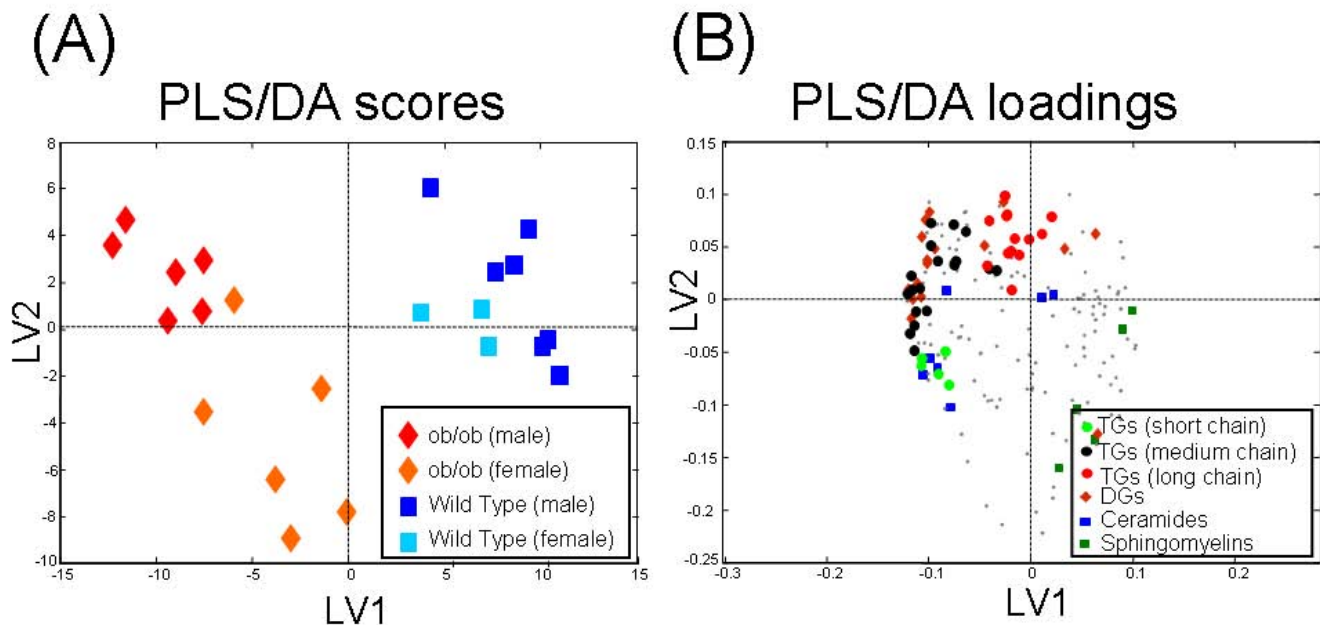 (A)
PLS/DA scores
8
6
4
2
0
-2
-4
-6
-8
-10
-15
-10
-5
0
5
10
15
LV2
LV1
ob/ob (male)
ob/ob (female)
Wild Type (male)
Wild Type (female)
(B)
PLS/DA loadings
0.15
0.1
0.05
0
-0.05
-0.1
-0.15
-0.2
-0.25
-0.3
-0.2
-0.1
0
0.1
0.2
LV2
LV1
TGs (short chain)
TGs (medium chain)
TGs (long chain)
DGs
Ceramides
Sphingomyelins